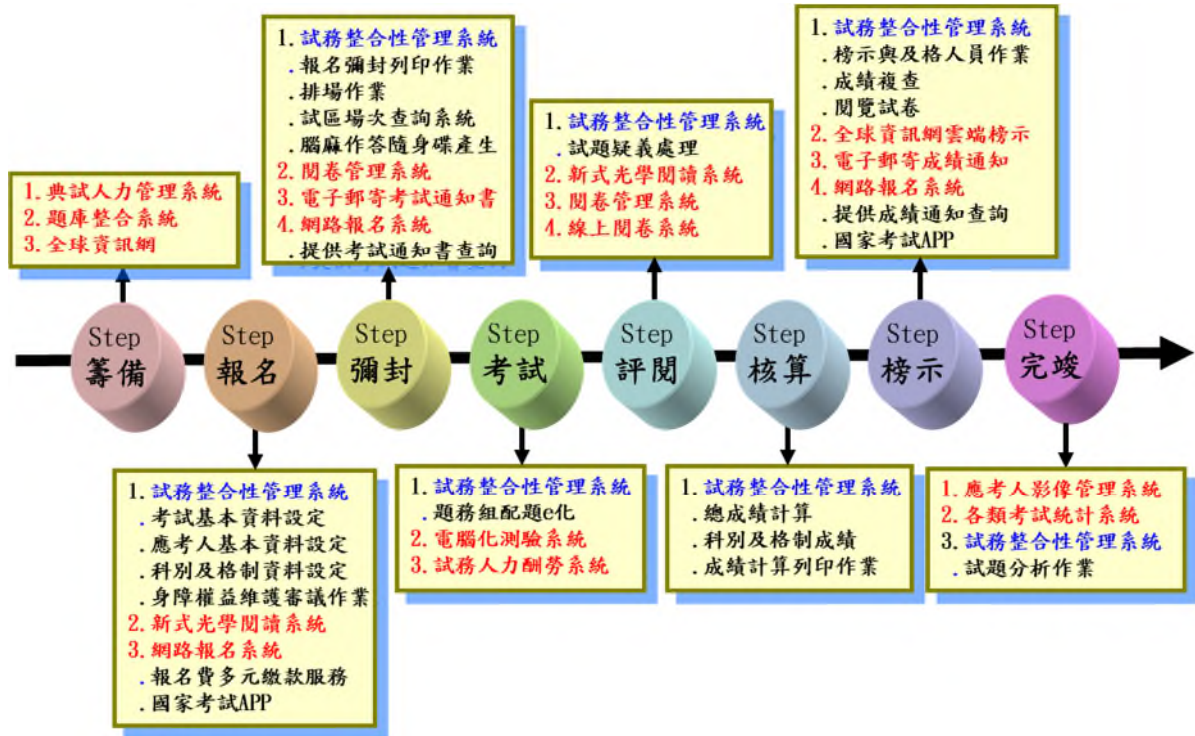 1. 典試人力管理系統
2. 題庫整合系統
3. 全球資訊網
1. 試務整合性管理系統
. 報名彌封列印作業
. 排場作業
. 試區場次查詢系統
. 腦麻作答隨身碟產生
2. 閱卷管理系統
3. 電子郵寄考試通知書
4. 網路報名系統
. 提供考試通知書查詢
1. 試務整合性管理系統
. 試題疑義處理
2. 新式光學閱讀系統
3. 閱卷管理系統
4. 線上閱卷系統
1. 試務整合性管理系統
. 榜示與及格人員作業
. 成績複查
. 閱覽試卷
2. 全球資訊網雲端榜示
3. 電子郵寄成績通知
4. 網路報名系統
. 提供成績通知查詢
. 國家考試APP
Step
籌備
Step
報名
Step
彌封
Step
考試
Step
評閱
Step
核算
Step
榜示
Step
完竣
1. 試務整合性管理系統
. 考試基本資料設定
. 應考人基本資料設定
. 科別及格制資料設定
. 身障權益維護審議作業
2. 新式光學閱讀系統
3. 網路報名系統
. 報名費多元繳款服務
. 國家考試APP
1. 試務整合性管理系統
. 題務組配題e化
2. 電腦化測驗系統
3. 試務人力酬勞系統
1. 試務整合性管理系統
. 總成績計算
. 科別及格制成績
. 成績計算列印作業
1. 應考人影像管理系統
2. 各類考試統計系統
3. 試務整合性管理系統
. 試題分析作業